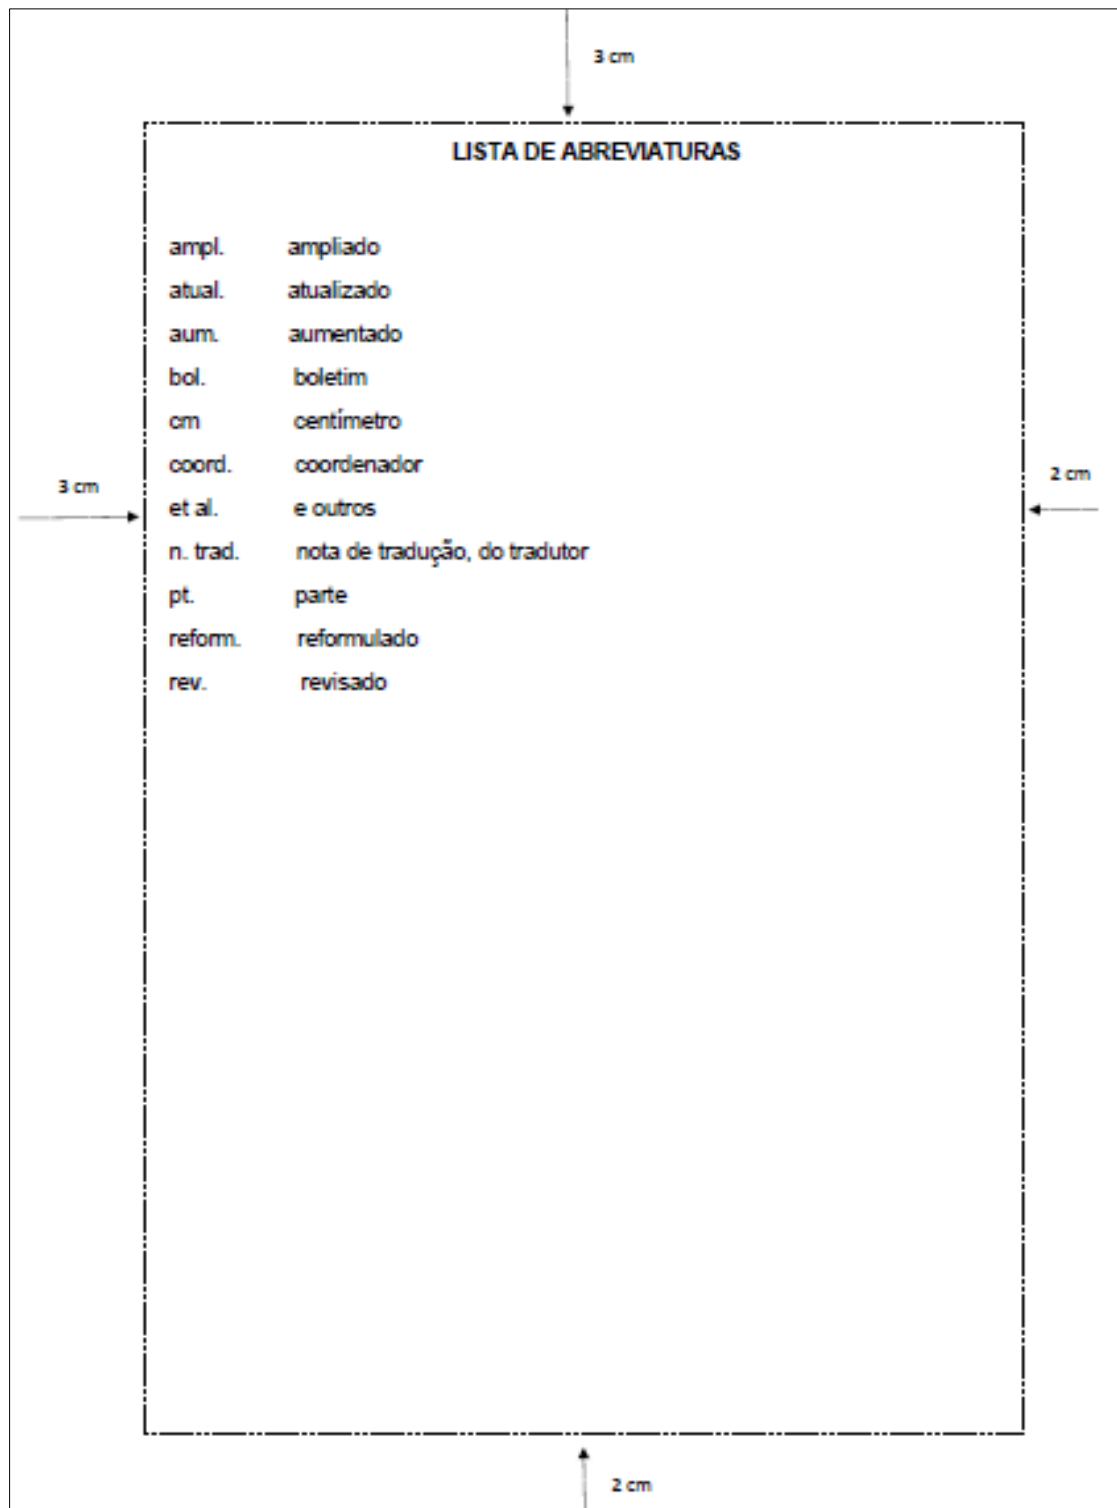 3 cm
LISTA DE ABREVIATURAS
ampl. ampliado
atual. atualizado
aum. aumentado
bol. boletim
cm centímetro
coord. coordenador
3 cm
2 cm
et al. e outros
n. trad. nota de tradução, do tradutor
pt. parte
reform. reformulado
rev. revisado
2 cm